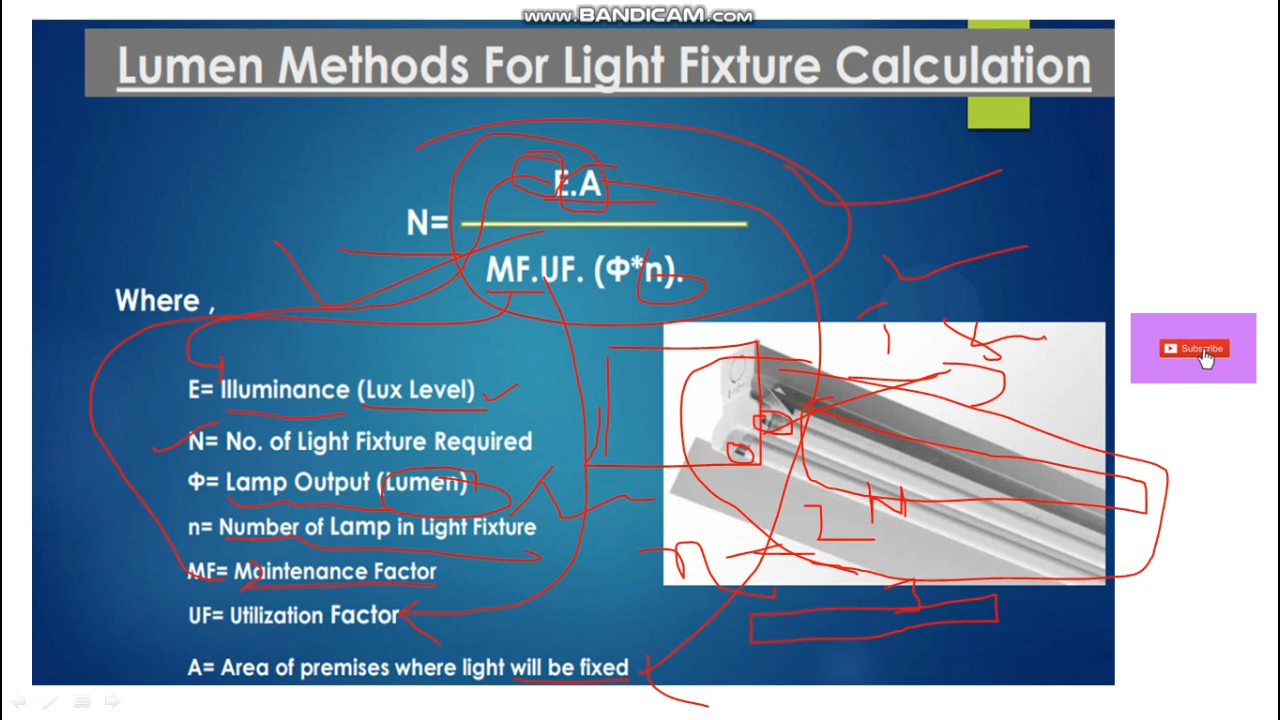 www.BANDICAM.com
Lumen Methods For Light Fixture Calculation
E.A
N=
MF.UF. (Φ*n).
Where ,
E= Illuminance (Lux Level)
N= No. of Light Fixture Required
Φ= Lamp Output (Lumen)
n= Number of Lamp in Light Fixture
MF= Maintenance Factor
UF= Utilization Factor
A= Area of premises where light will be fixed
Subscribe
N
2